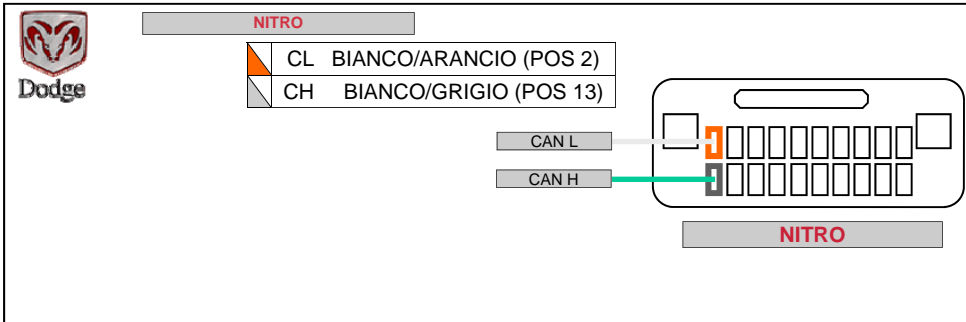 NITRO
CL BIANCO/ARANCIO (POS 2)
Dodge
CH BIANCO/GRIGIO (POS 13)
CAN L
CAN H
NITRO